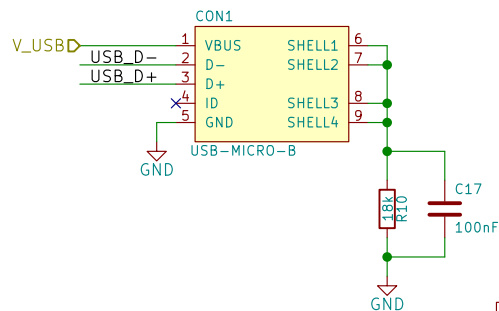 CON1
V_USB
1 VBUS SHELL1 6
USB_D- 2 D- SHELL2 7
USB_D+ 3 D+
4 ID SHELL3 8
5 GND SHELL4 9
USB-MICRO-B
GND
18k
R10
C17
100nF
GND